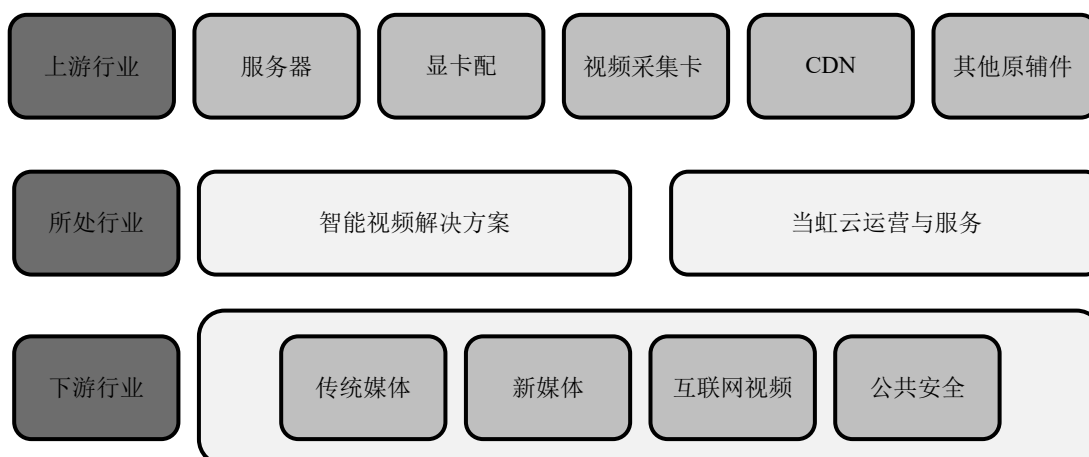 上游行业 服务器 显卡配 视频采集卡 CDN 其他原辅件
所处行业 智能视频解决方案 当虹云运营与服务
下游行业 传统媒体 新媒体 互联网视频 公共安全